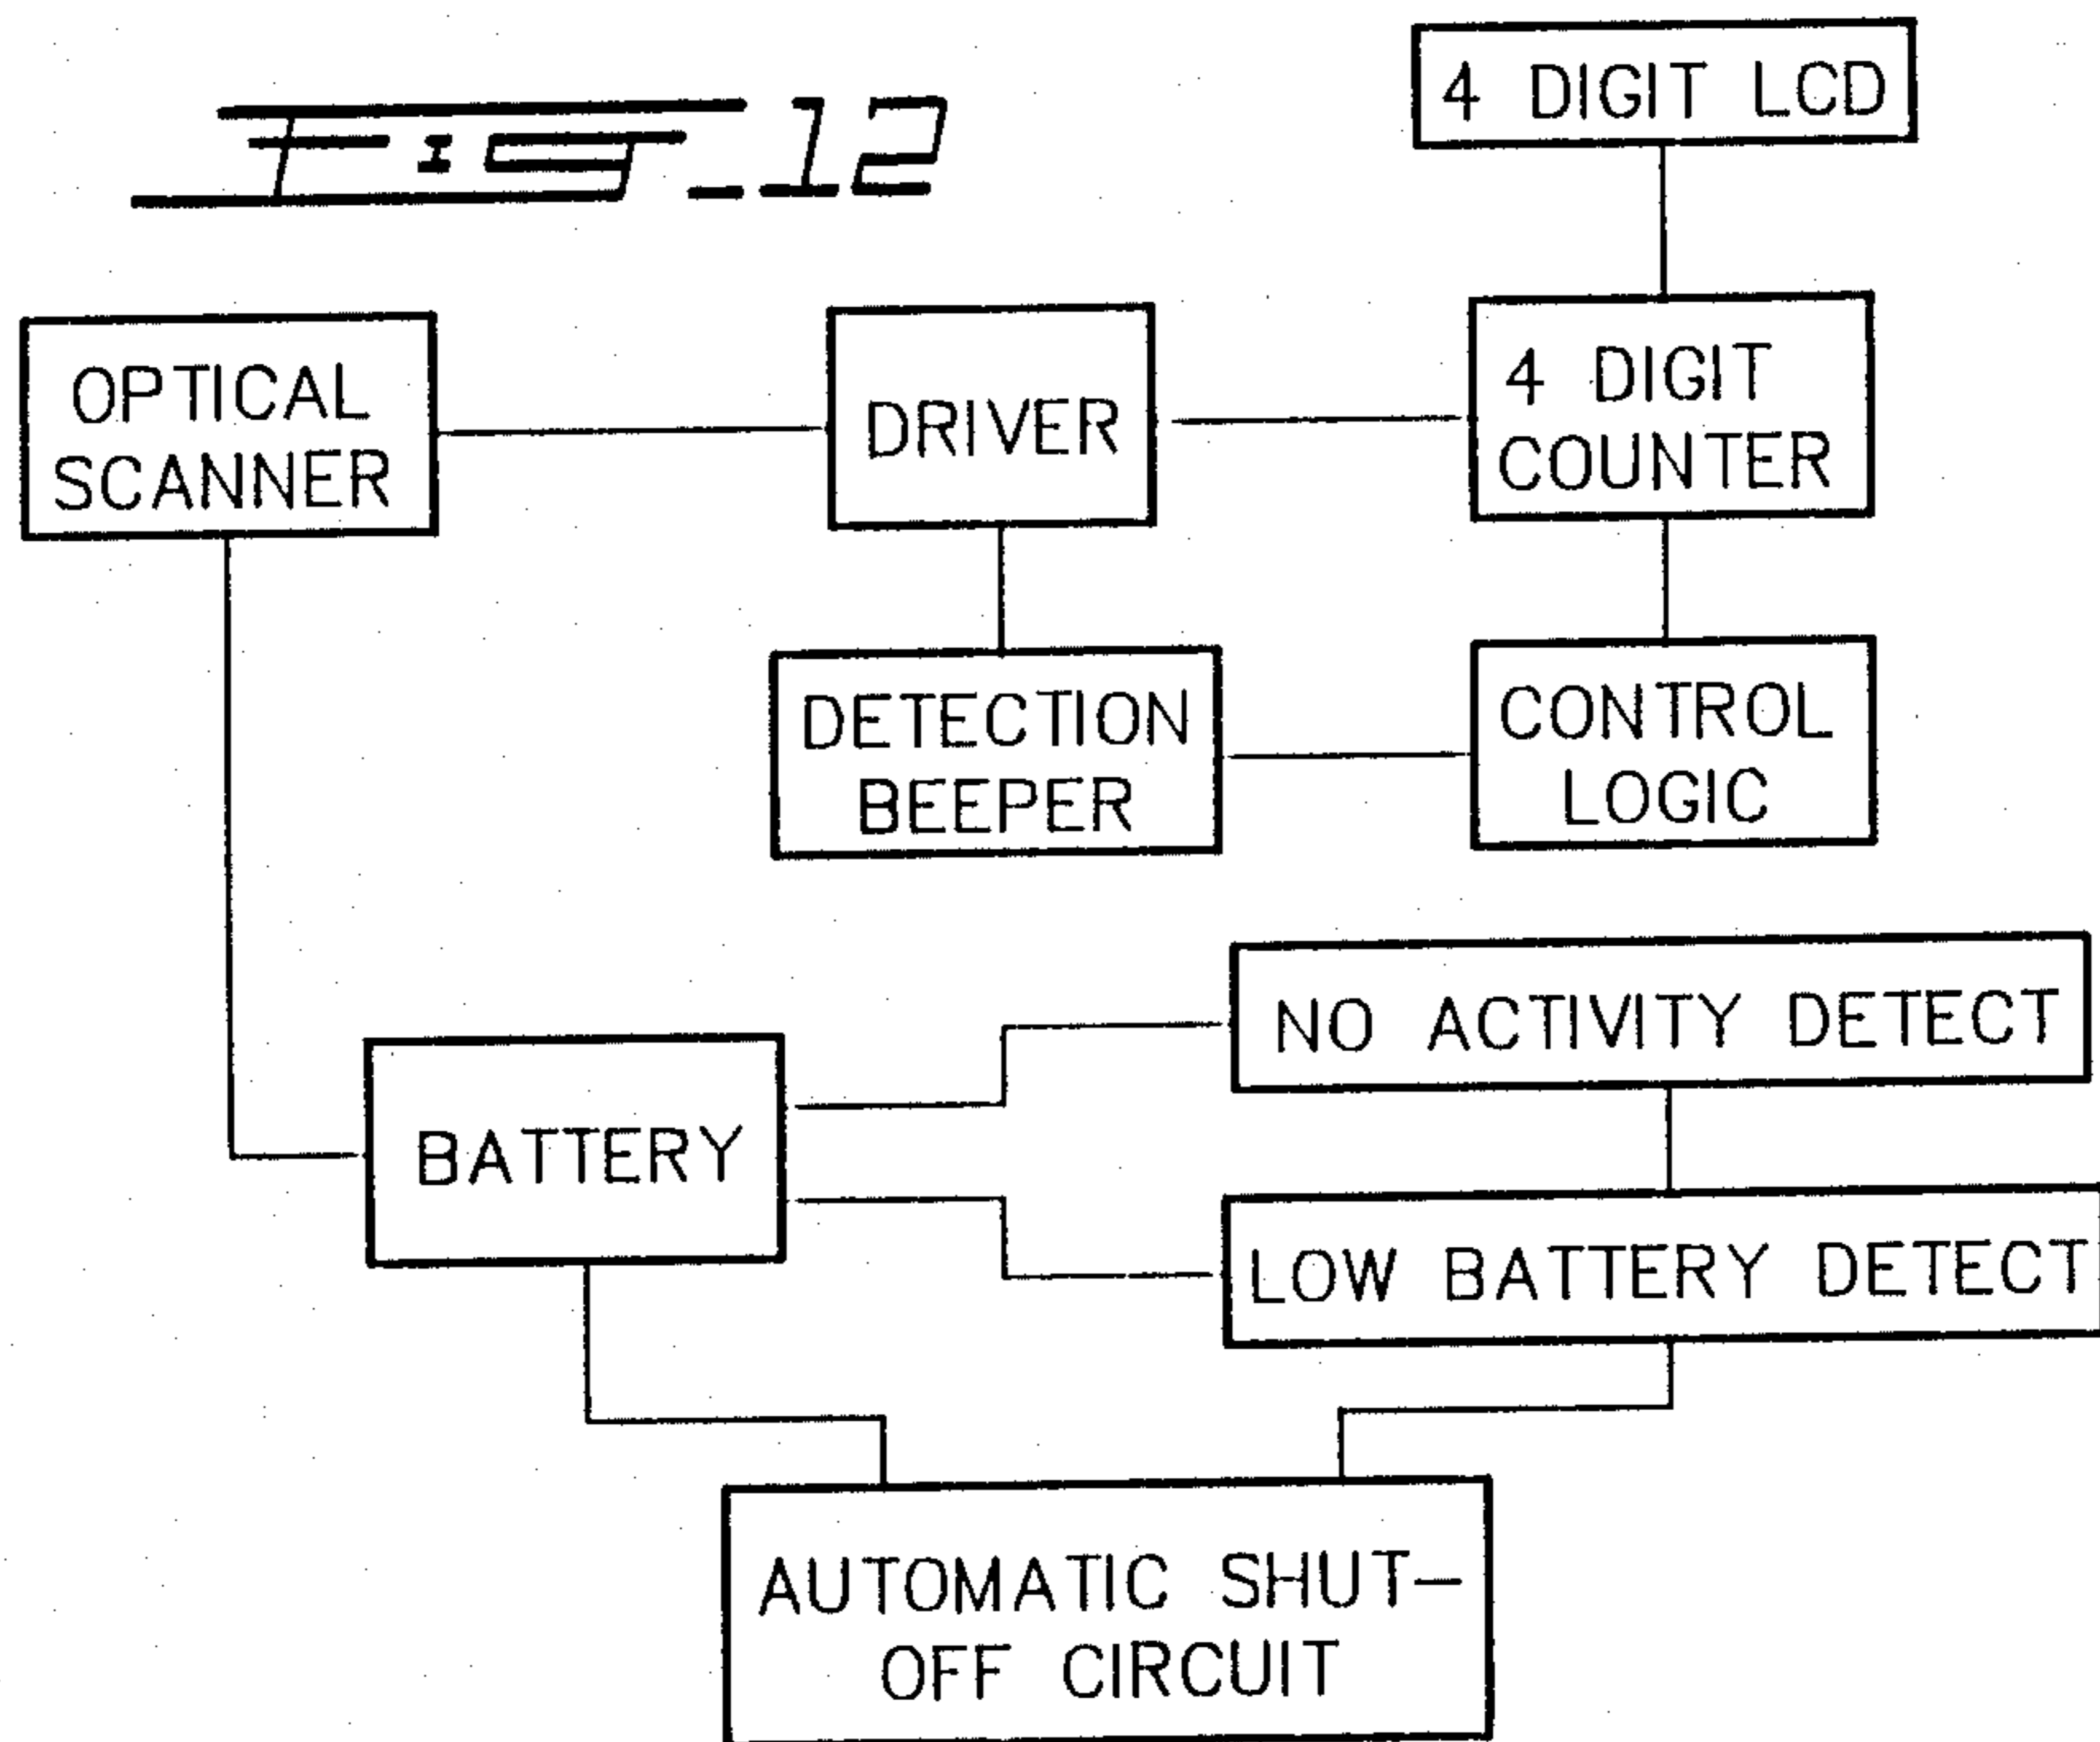 FIG_12
4 DIGIT LCD
OPTICAL
SCANNER
DRIVER
4 DIGIT
COUNTER
DETECTION
BEEPER
CONTROL
LOGIC
NO ACTIVITY DETECT
BATTERY
LOW BATTERY DETECT
AUTOMATIC SHUT-
OFF CIRCUIT